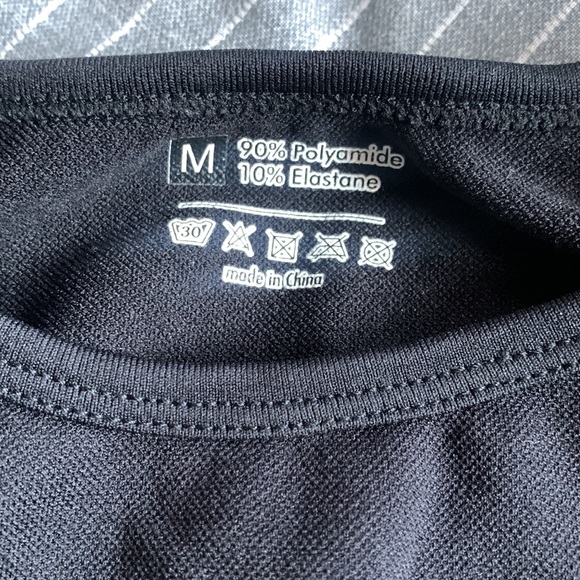 M
90% Polyamide
10% Elastane
30
made in China